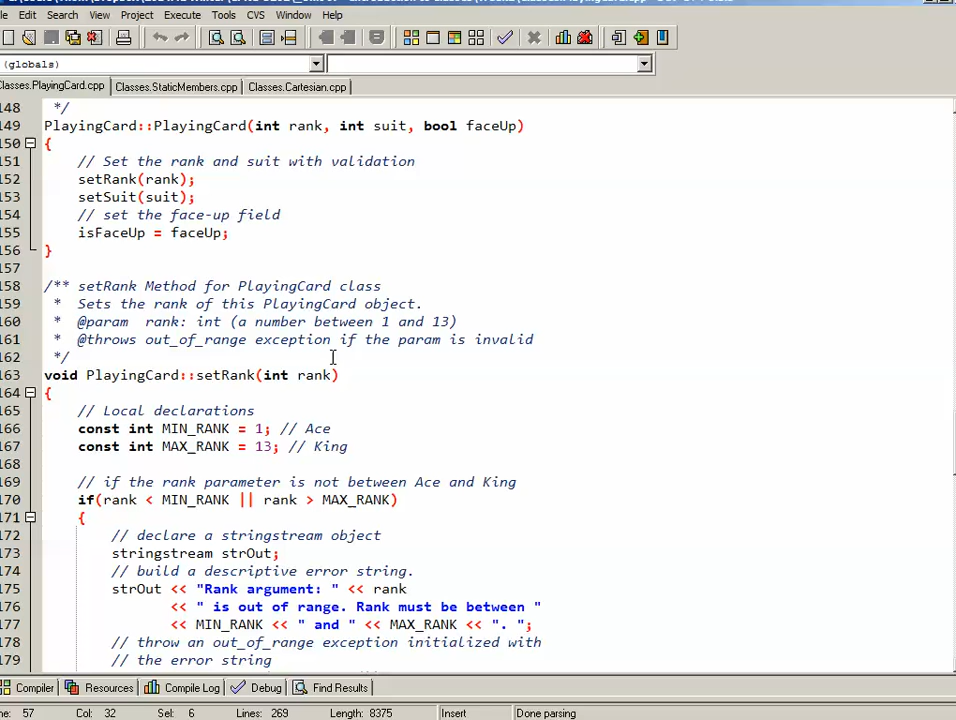 Edit Search View Project Execute Tools CVS Window Help
(globals)
Classes.PlayingCard.cpp Classes.StaticMembers.cpp Classes.Cartesian.cpp
148 */
149 PlayingCard::PlayingCard(int rank, int suit, bool faceUp)
150 {
151 // Set the rank and suit with validation
152 setRank(rank);
153 setSuit(suit);
154 // set the face-up field
155 isFaceUp = faceUp;
156 }
157
158 /** setRank Method for PlayingCard class
159 * Sets the rank of this PlayingCard object.
160 * @param rank: int (a number between 1 and 13)
161 * @throws out_of_range exception if the param is invalid
162 */
163 void PlayingCard::setRank(int rank)
164 {
165 // Local declarations
166 const int MIN_RANK = 1; // Ace
167 const int MAX_RANK = 13; // King
168
169 // if the rank parameter is not between Ace and King
170 if(rank < MIN_RANK || rank > MAX_RANK)
171 {
172 // declare a stringstream object
173 stringstream strOut;
174 // build a descriptive error string.
175 strOut << "Rank argument: " << rank
176 << " is out of range. Rank must be between "
177 << MIN_RANK << " and " << MAX_RANK << ". ";
178 // throw an out_of_range exception initialized with
179 // the error string
Compiler Resources Compile Log Debug Find Results
ne: 57 Col: 32 Sel: 6 Lines: 269 Length: 8375 Insert Done parsing